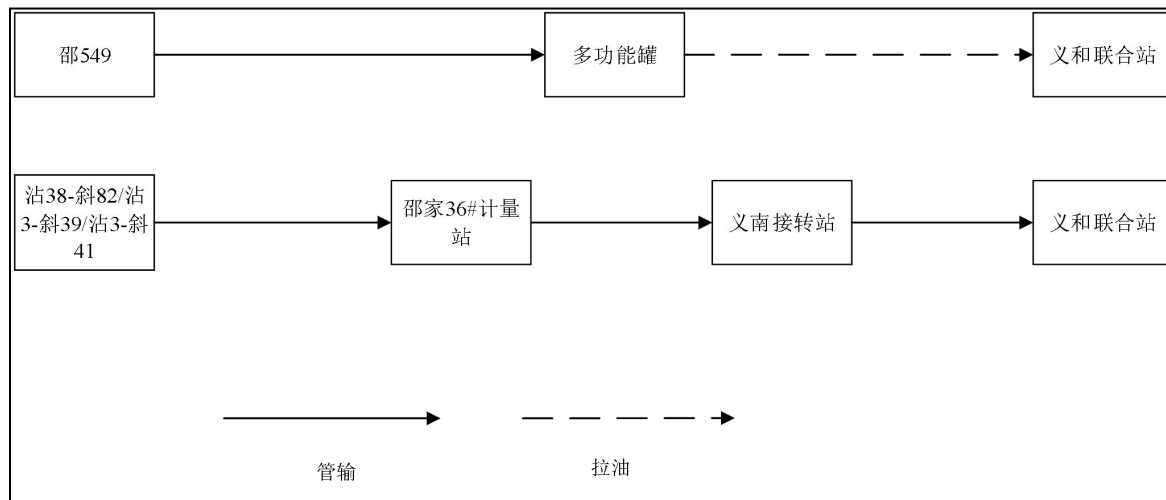 邵549
多功能罐
义和联合站
沾38-斜82/沾
3-斜39/沾3-斜
41
邵家36#计量
站
义南接转站
义和联合站
管输
拉油